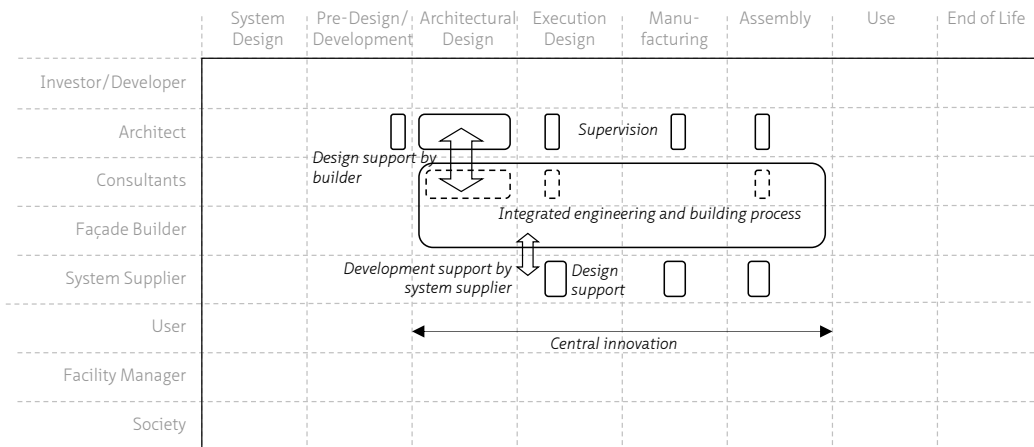 System Design
Pre-Design/ Development
Architectural Design
Execution Design
Manu- facturing
Assembly
Use
End of Life
Investor/Developer
Architect
Supervision
Design support by
builder
Consultants
Integrated engineering and building process
Façade Builder
System Supplier
Development support by
system supplier
Design
support
User
Central innovation
Facility Manager
Society